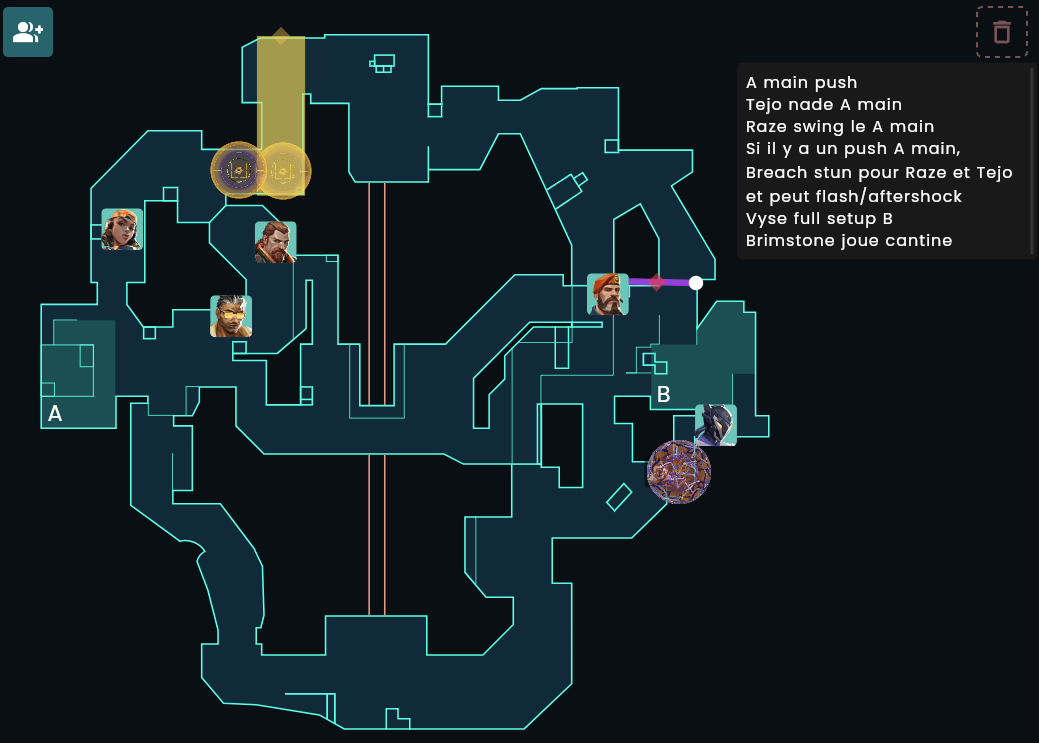 A main push
Tejo nade A main
Raze swing le A main
Si il y a un push A main,
Breach stun pour Raze et Tejo
et peut flash/aftershock
Vyse full setup B
Brimstone joue cantine
B
A